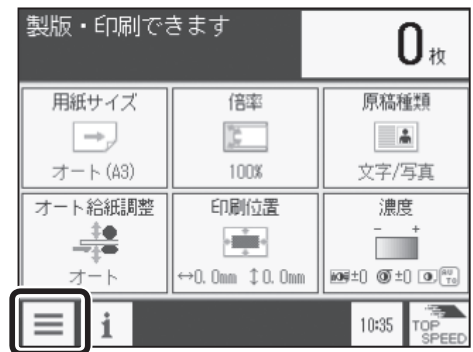 製版・印刷できます
0枚
用紙サイズ
オート(A3)
倍率
100%
原稿種類
文字/写真
オート給紙調整
オート
印刷位置
↔0.0mm ↕0.0mm
濃度
- +
±0 ±0 AUTO
i
10:35
TOP SPEED